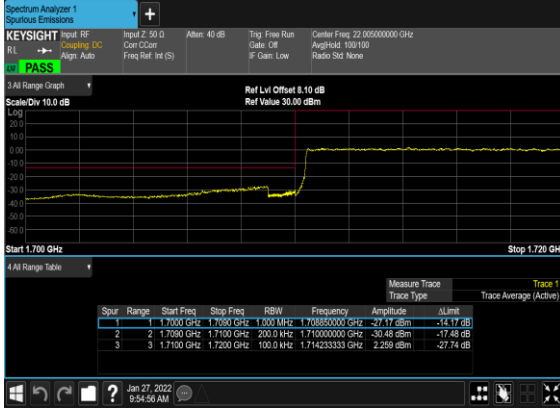 Spectrum Analyzer 1
Spurious Emissions
+
KEYSIGHT Input: RF Input Z: 50 Ω Atten: 40 dB Trig: Free Run Center Freq: 22.005000000 GHz
RL Coupling: DC Corr CCorr Gate: Off Avg|Hold: 100/100
Align: Auto Freq Ref: Int (S) IF Gain: Low Radio Std: None
LXI PASS
3 All Range Graph
Ref Lvl Offset 8.10 dB
Scale/Div 10.0 dB Ref Value 30.00 dBm
Log
20.0
10.0
0.00
-10.0
-20.0
-30.0
-40.0
-50.0
-60.0
Start 1.700 GHz Stop 1.720 GH
4 All Range Table
Measure Trace Trace 1
Trace Type Trace Average (Active)
Spur Range Start Freq Stop Freq RBW Frequency Amplitude ΔLimit
1 1 1.7000 GHz 1.7090 GHz 1.000 MHz 1.708850000 GHz -27.17 dBm -14.17 dB
2 2 1.7090 GHz 1.7100 GHz 200.0 kHz 1.710000000 GHz -30.48 dBm -17.48 dB
3 3 1.7100 GHz 1.7200 GHz 100.0 kHz 1.714233333 GHz 2.259 dBm -27.74 dB
? Jan 27, 2022
9:54:56 AM